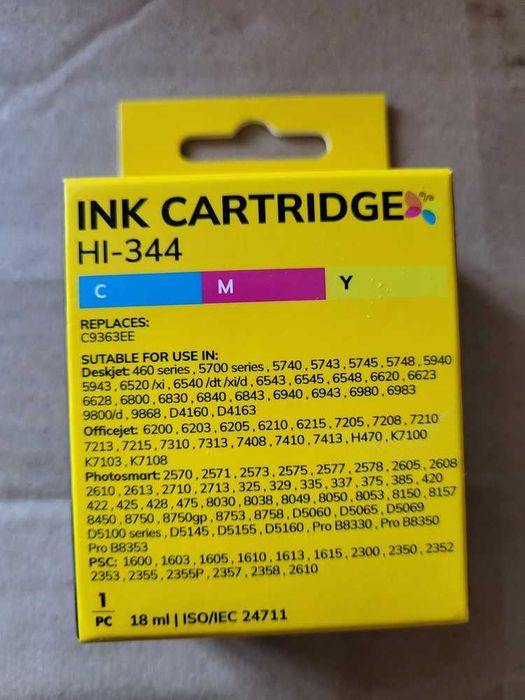 INK CARTRIDGE
HI-344
C M Y
REPLACES:
C9363EE
SUTABLE FOR USE IN:
Deskjet: 460 series , 5700 series , 5740 , 5743 , 5745 , 5748 , 5940
5943 , 6520 /xi , 6540 /dt /xi/d , 6543 , 6545 , 6548 , 6620 , 6623
6628 , 6800 , 6830 , 6840 , 6843 , 6940 , 6943 , 6980 , 6983
9800/d , 9868 , D4160 , D4163
Officejet: 6200 , 6203 , 6205 , 6210 , 6215 , 7205 , 7208 , 7210
7213 , 7215 , 7310 , 7313 , 7408 , 7410 , 7413 , H470 , K7100
K7103 , K7108
Photosmart: 2570 , 2571 , 2573 , 2575 , 2577 , 2578 , 2605 , 2608
2610 , 2613 , 2710 , 2713 , 325 , 329 , 335 , 337 , 375 , 385 , 420
422 , 425 , 428 , 475 , 8030 , 8038 , 8049 , 8050 , 8053 , 8150 , 8157
8450 , 8750 , 8750gp , 8753 , 8758 , D5060 , D5065 , D5069
D5100 series , D5145 , D5155 , D5160 , Pro B8330 , Pro B8350
Pro B8353
PSC: 1600 , 1603 , 1605 , 1610 , 1613 , 1615 , 2300 , 2350 , 2352
2353 , 2355 , 2355P , 2357 , 2358 , 2610
1
PC 18 ml | ISO/IEC 24711